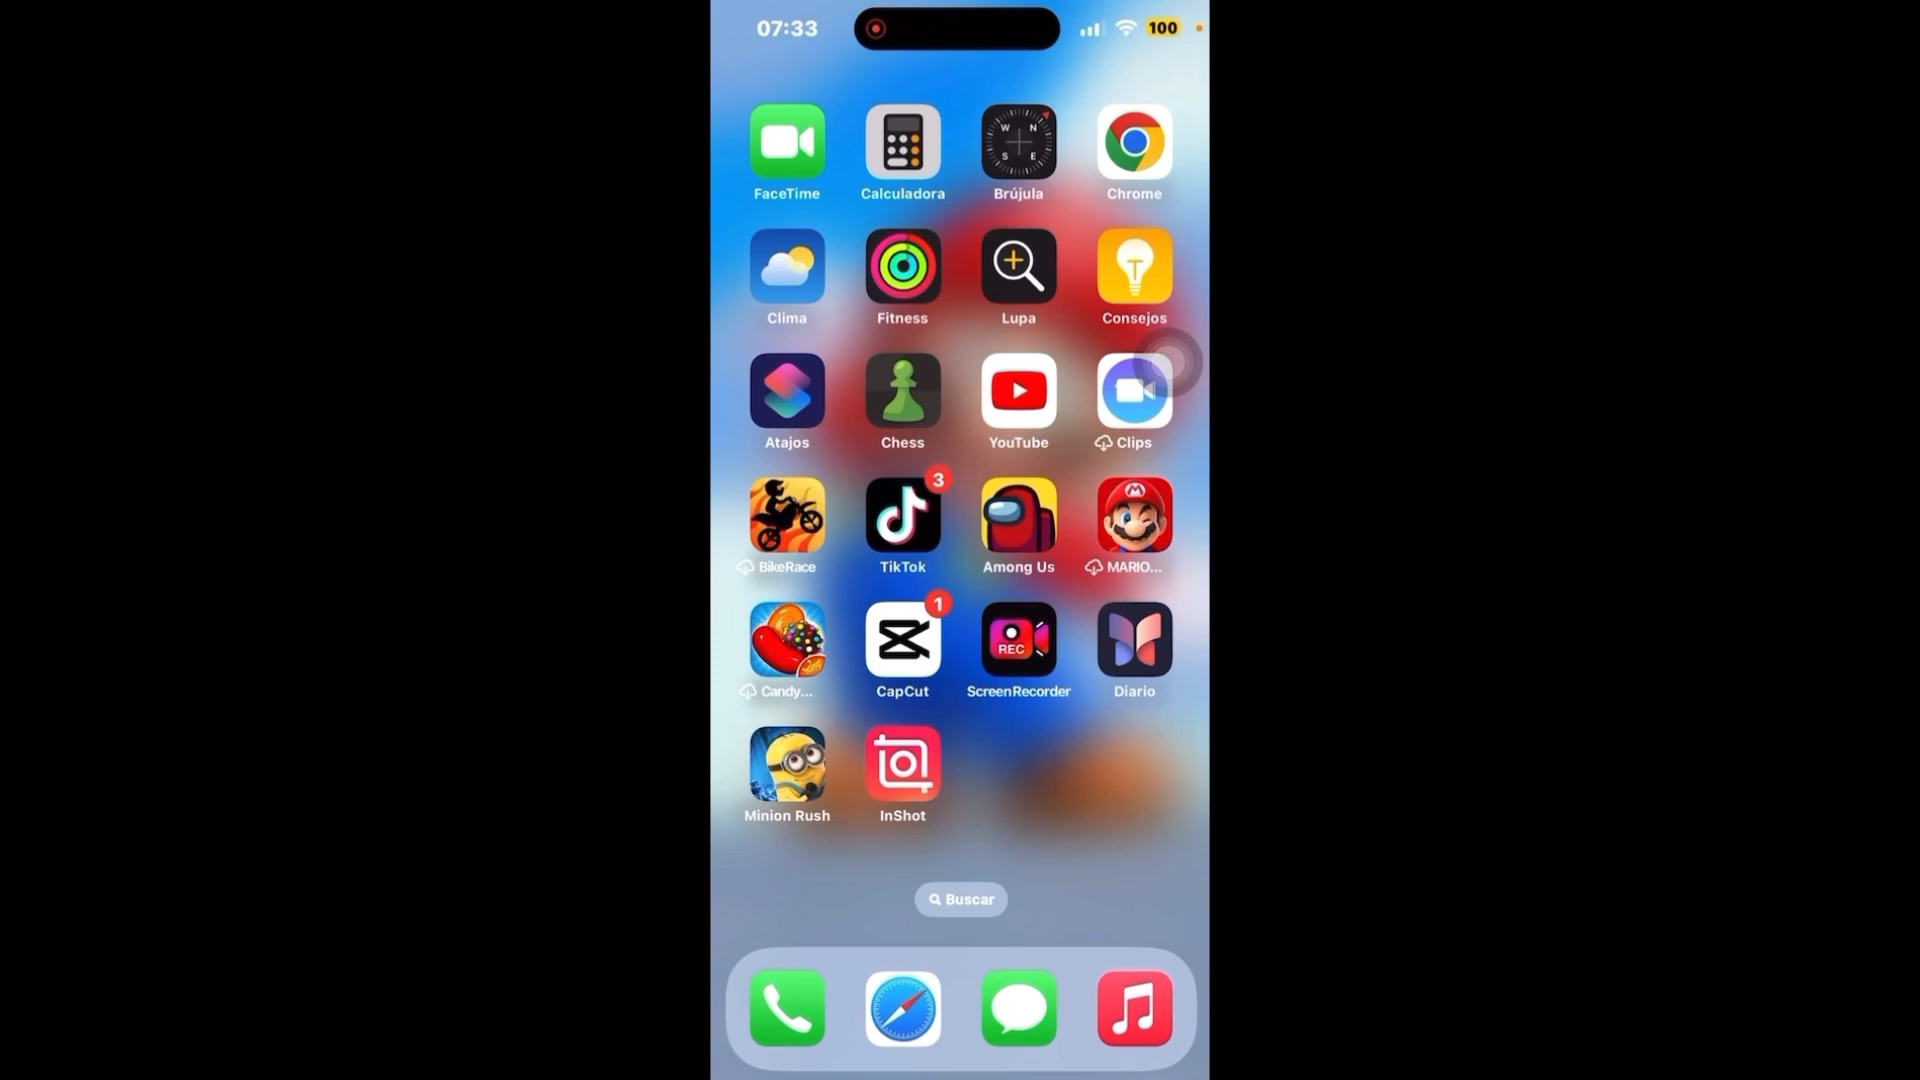 07:33
100
W N
S E
FaceTime Calculadora Brújula Chrome
Clima Fitness Lupa Consejos
Atajos Chess YouTube Clips
3
M
BikeRace TikTok Among Us MARIO...
1
King
REC
Candy... CapCut ScreenRecorder Diario
Minion Rush InShot
Buscar